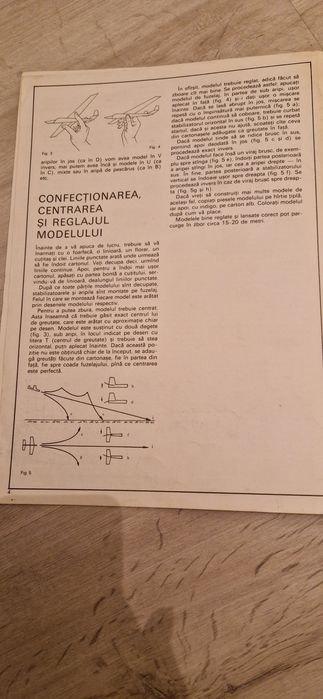 Fig. 3
Fig. 4
aripilor în jos (ca în D) vom avea model în V
invers; mai putem avea încă și modele în U (ca
în C), mixte sau în aripă de pescăruș (ca în B)
etc.
CONFECȚIONAREA,
CENTRAREA
ȘI REGLAJUL
MODELULUI
Înainte de a vă apuca de lucru, trebuie să vă
înarmați cu o foarfecă, o linioară, un florar, un
cuțitaș și clei. Liniile punctate arată unde urmează
să fie îndoit cartonul. Veți decupa deci, urmînd
liniile continue. Apoi, pentru a îndoi mai ușor
cartonul, apăsați cu partea boantă a cuțitului, ser-
vindu-vă de linioară, dealungul liniilor punctate.
După ce toate părțile modelului sînt decupate,
stabilizatoarele și aripile sînt montate pe fuzelaj.
Felul în care se montează fiecare model este arătat
prin desenele modelului respectiv.
Pentru a putea zbura, modelul trebuie centrat.
Asta înseamnă că trebuie găsit exact centrul lui
de greutate, care este arătat cu aproximație chiar
pe desen. Modelul este susținut cu două degete
(fig. 3), sub aripi, în locul indicat pe desen cu
litera T (centrul de greutate) și trebuie să stea
orizontal, puțin aplecat înainte. Dacă această po-
ziție nu este obținută chiar de la început, se adau-
gă greutăți făcute din cartonașe, fie în partea din
față, fie spre coada fuzelajului, pînă ce centrarea
este perfectă.
Fig. 5
În sfîrșit, modelul trebuie reglat, adică făcut să
zboare cît mai bine. Se procedează astfel: apucați
modelul de fuzelaj, în partea de sub aripi, ușor
aplecat în față (fig. 4) și-i dați ușor o mișcare
înainte. Dacă se lasă abrupt în jos, mișcarea se
repetă cu o imprimătură mai puternică (fig. 5 a);
dacă modelul continuă să coboare, trebuie curbat
stabilizatorul orizontal în sus (fig. 5 b) și se repetă
startul, dacă și acesta nu ajută, scoateți cîte ceva
din cartonașele adăugate ca greutate în față.
Dacă modelul tinde să se ridice brusc în sus,
pornind apoi deodată în jos (fig. 5 c și d) se
procedează exact invers.
Dacă modelul face însă un viraj brusc, de exem-
plu spre stînga (fig. 5 e), îndoiți partea posterioară
a aripei stîngi în jos, iar cea a aripei drepte — în
sus. În fine, partea posterioară a stabilizatorului
vertical se îndoaie ușor spre dreapta (fig. 5 f). Se
procedează invers în caz de viraj brusc spre dreap-
ta (fig. 5g și h).
Dacă vreți să construiți mai multe modele de
același fel, copiați piesele modelului pe hîrtie tipilă,
iar apoi, cu indigo, pe carton alb. Colorați modelul
după cum vă place.
Modelele bine reglate și lansate corect pot par-
curge în zbor circa 15-20 de metri.